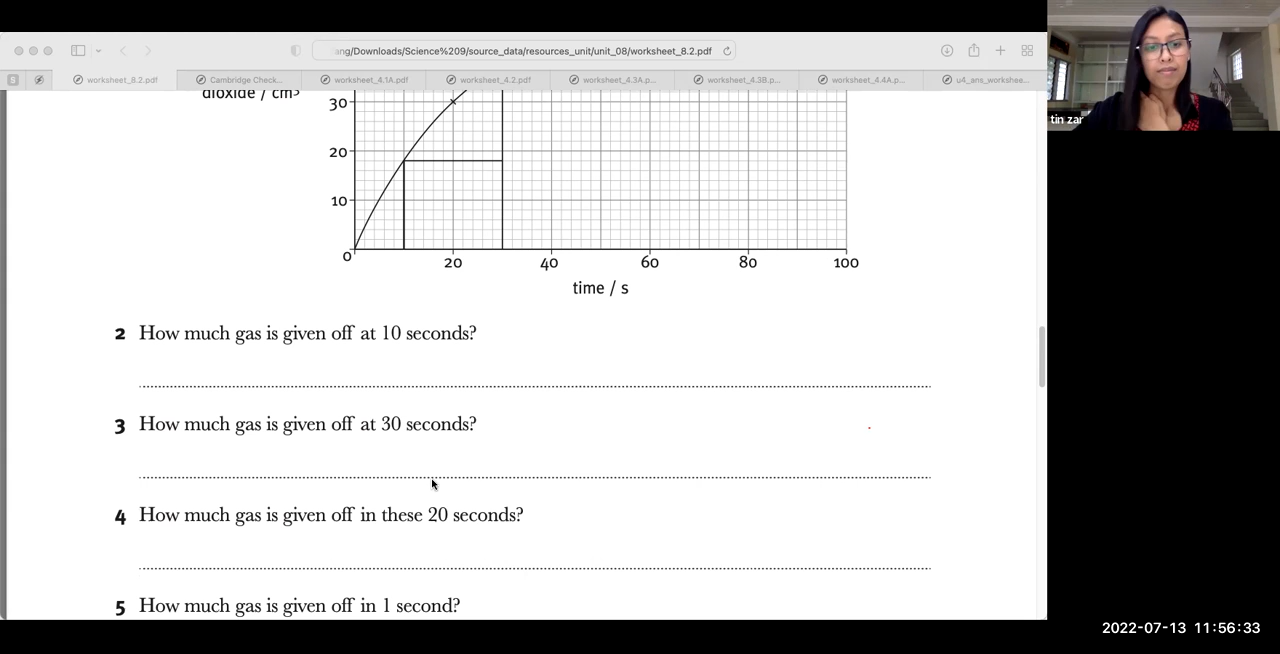 ang/Downloads/Science%209/source_data/resources_unit/unit_08/worksheet_8.2.pdf
worksheet_8.2.pdf
Cambridge Check...
worksheet_4.1A.pdf
worksheet_4.2.pdf
worksheet_4.3A.p...
worksheet_4.3B.p...
worksheet_4.4A.p...
u4_ans_workshee...
tin zar
dioxide / cm³
30
20
10
0
20 40 60 80 100
time / s
2 How much gas is given off at 10 seconds?
3 How much gas is given off at 30 seconds?
4 How much gas is given off in these 20 seconds?
5 How much gas is given off in 1 second?
2022-07-13 11:56:33